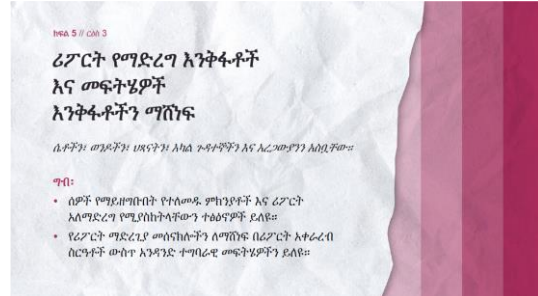 ክፍል 5 // ርዕስ 3
ሪፖርት የማድረግ እንቅፋቶች
እና መፍትሄዎች
እንቅፋቶችን ማሸነፍ
ሴቶችን፣ ወንዶችን፣ ህጻናትን፣ አካል ጉዳተኞችን እና አረጋውያንን እስቧቸው።
ግብ፡
• ሰዎች የማይዘግቡበት የተለመዱ ምክንያቶች እና ሪፖርት
አለማድረግ የሚያስከትላቸውን ተፅዕኖዎች ይለዩ።
• የሪፖርት ማድረጊያ መሰናክሎችን ለማሸነፍ በሪፖርት አቀራረብ
ስርዓቶች ውስጥ አንዳንድ ተግባራዊ መፍትሄዎችን ይለዩ።